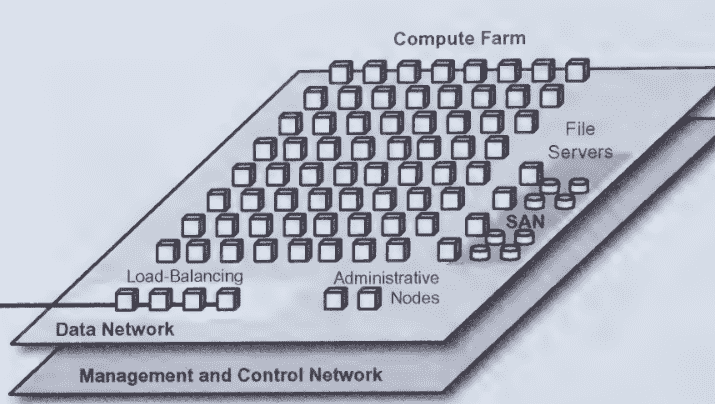 Compute Farm
File
Servers
SAN
Load-Balancing
Administrative
Nodes
Data Network
Management and Control Network